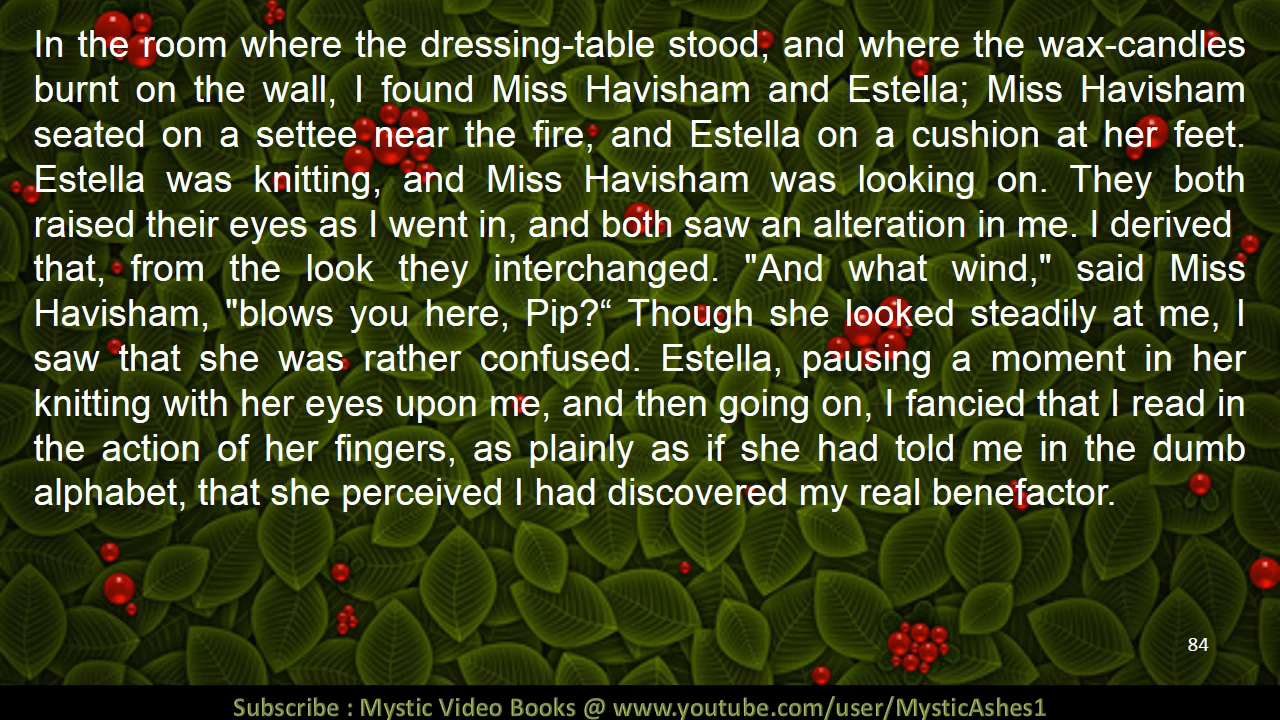 In the room where the dressing-table stood, and where the wax-candles
burnt on the wall, I found Miss Havisham and Estella; Miss Havisham
seated on a settee near the fire, and Estella on a cushion at her feet.
Estella was knitting, and Miss Havisham was looking on. They both
raised their eyes as I went in, and both saw an alteration in me. I derived
that, from the look they interchanged. "And what wind," said Miss
Havisham, "blows you here, Pip?“ Though she looked steadily at me, I
saw that she was rather confused. Estella, pausing a moment in her
knitting with her eyes upon me, and then going on, I fancied that I read in
the action of her fingers, as plainly as if she had told me in the dumb
alphabet, that she perceived I had discovered my real benefactor.
84
Subscribe : Mystic Video Books @ www.youtube.com/user/MysticAshes1